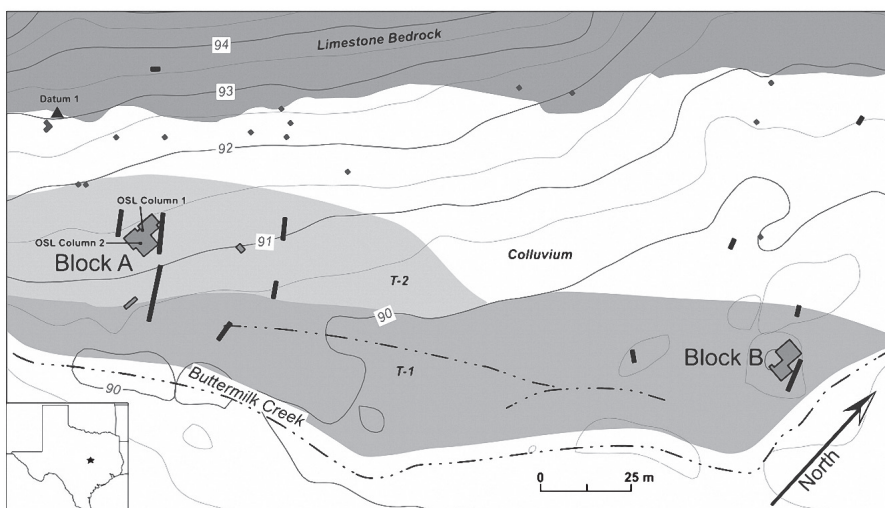 94
Limestone Bedrock
93
Datum 1
92
OSL Column 1
OSL Column 2
91
Block A
Colluvium
T-2
90
Block B
T-1
90
Buttermilk Creek
0
25 m
North